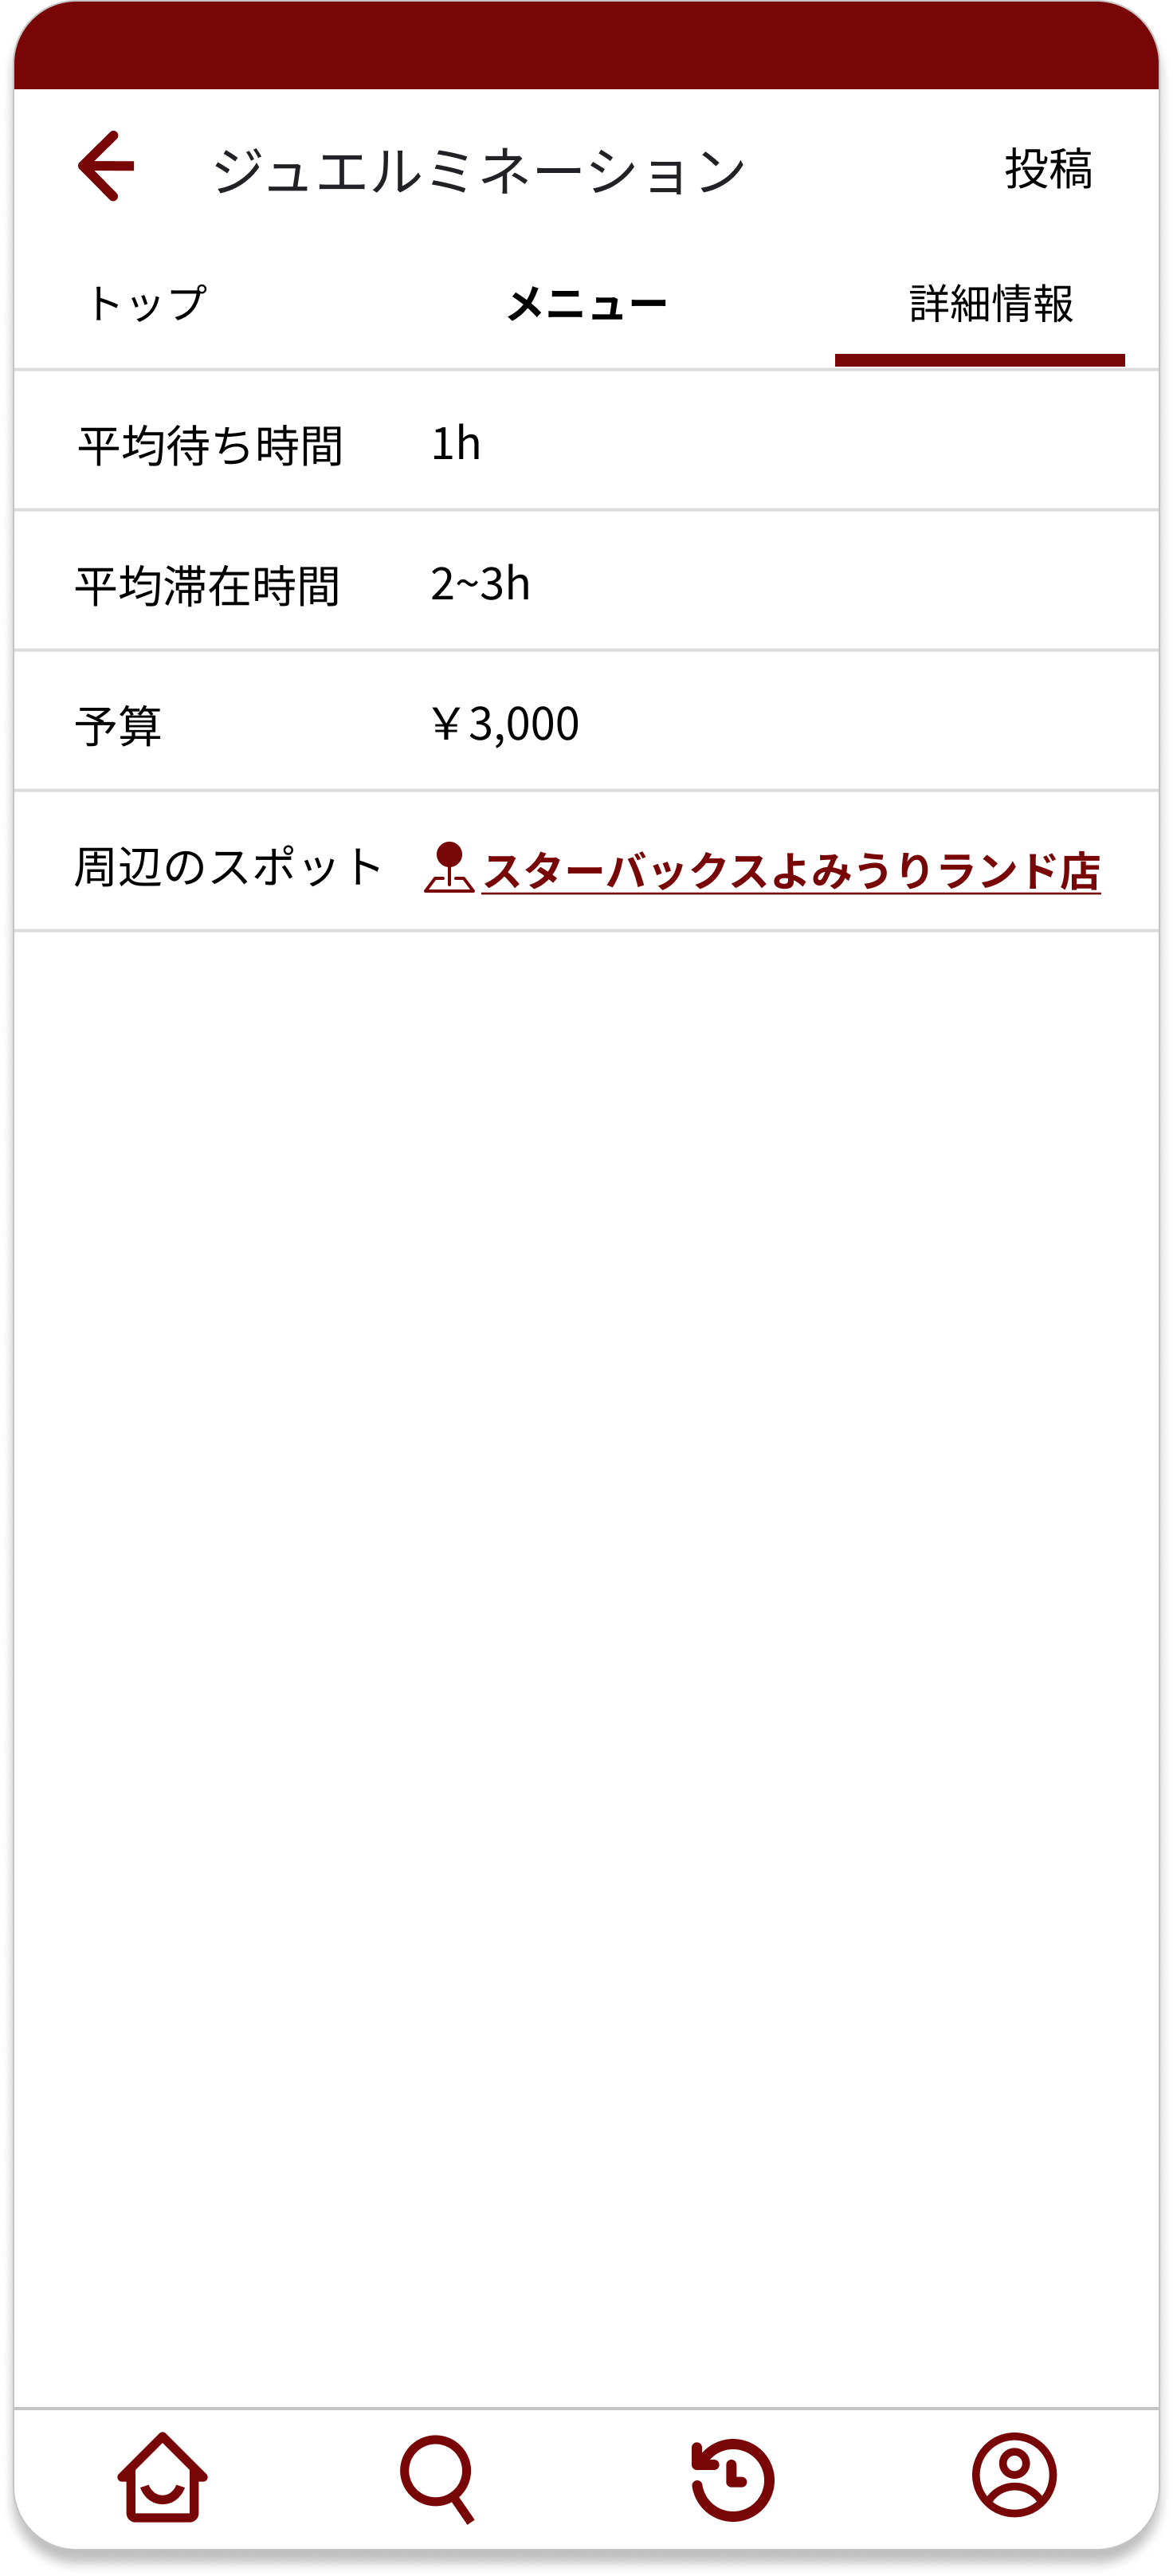 ジュエルミネーション 投稿
トップ メニュー 詳細情報
平均待ち時間 1h
平均滞在時間 2~3h
予算 ￥3,000
周辺のスポット スターバックスよみうりランド店